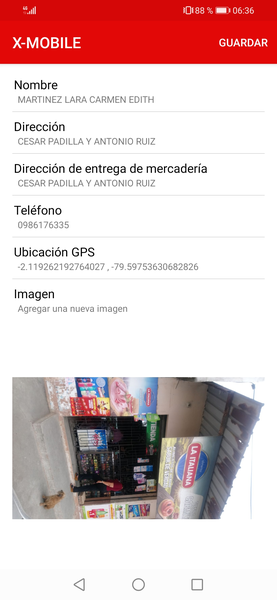 88 % 06:36
X-MOBILE GUARDAR
Nombre
MARTINEZ LARA CARMEN EDITH
Dirección
CESAR PADILLA Y ANTONIO RUIZ
Dirección de entrega de mercadería
CESAR PADILLA Y ANTONIO RUIZ
Teléfono
0986176335
Ubicación GPS
-2.119262192764027 , -79.59753630682826
Imagen
Agregar una nueva imagen
LA ITALIANA